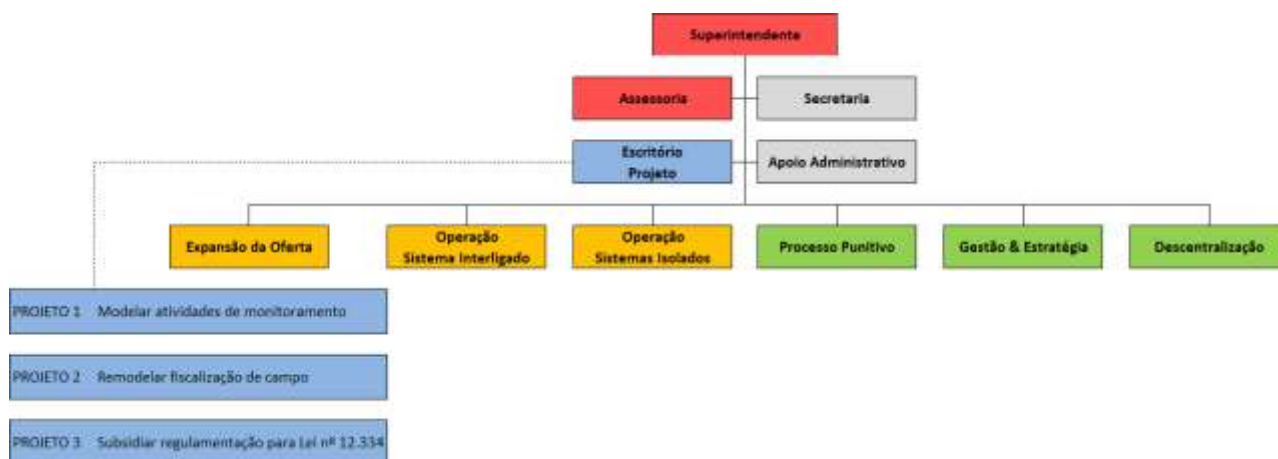 Superintendente
Assessoria
Secretaria
Escritório
Projeto
Apoio Administrativo
Expansão da Oferta
Operação
Sistema Interligado
Operação
Sistemas Isolados
Processo Punitivo
Gestão & Estratégia
Descentralização
PROJETO 1 Modelar atividades de monitoramento
PROJETO 2 Remodelar fiscalização de campo
PROJETO 3 Subsidiar regulamentação para Lei nº 12.334